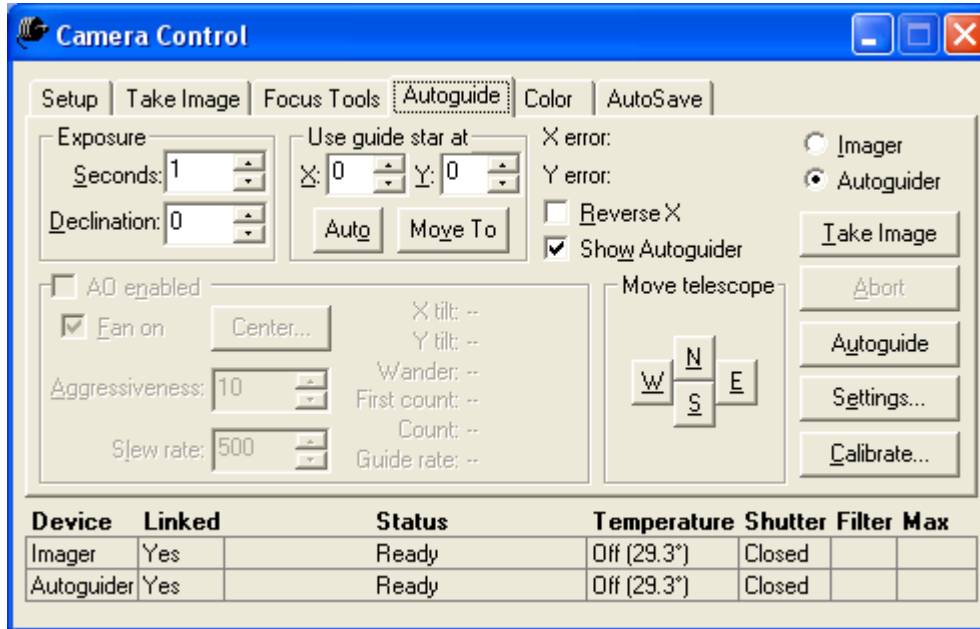 Camera Control
Setup Take Image Focus Tools Autoguide Color AutoSave
Exposure
Seconds: 1
Declination: 0
Use guide star at
X: 0 Y: 0
Auto Move To
X error:
Y error:
Reverse X
Show Autoguider
Imager
Autoguider
Take Image
Abort
Autoguide
Settings...
Calibrate...
AO enabled
Fan on Center...
Aggressiveness: 10
Slew rate: 500
X tilt: --
Y tilt: --
Wander: --
First count: --
Count: --
Guide rate: --
Move telescope
N
W E
S
Device Linked Status Temperature Shutter Filter Max
Imager Yes Ready Off (29.3°) Closed
Autoguider Yes Ready Off (29.3°) Closed